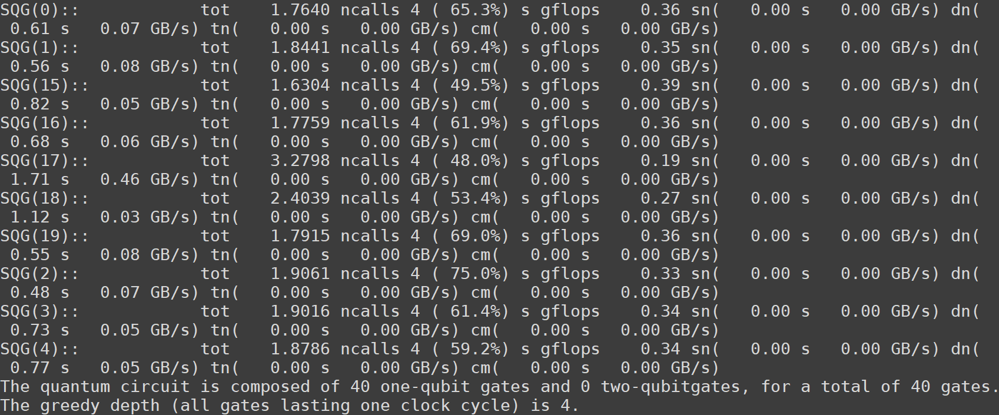 SQG(0)::            tot    1.7640 ncalls 4 ( 65.3%) s gflops    0.36 sn(   0.00 s   0.00 GB/s) dn(
 0.61 s   0.07 GB/s) tn(   0.00 s   0.00 GB/s) cm(   0.00 s   0.00 GB/s)
SQG(1)::            tot    1.8441 ncalls 4 ( 69.4%) s gflops    0.35 sn(   0.00 s   0.00 GB/s) dn(
 0.56 s   0.08 GB/s) tn(   0.00 s   0.00 GB/s) cm(   0.00 s   0.00 GB/s)
SQG(15)::           tot    1.6304 ncalls 4 ( 49.5%) s gflops    0.39 sn(   0.00 s   0.00 GB/s) dn(
 0.82 s   0.05 GB/s) tn(   0.00 s   0.00 GB/s) cm(   0.00 s   0.00 GB/s)
SQG(16)::           tot    1.7759 ncalls 4 ( 61.9%) s gflops    0.36 sn(   0.00 s   0.00 GB/s) dn(
 0.68 s   0.06 GB/s) tn(   0.00 s   0.00 GB/s) cm(   0.00 s   0.00 GB/s)
SQG(17)::           tot    3.2798 ncalls 4 ( 48.0%) s gflops    0.19 sn(   0.00 s   0.00 GB/s) dn(
 1.71 s   0.46 GB/s) tn(   0.00 s   0.00 GB/s) cm(   0.00 s   0.00 GB/s)
SQG(18)::           tot    2.4039 ncalls 4 ( 53.4%) s gflops    0.27 sn(   0.00 s   0.00 GB/s) dn(
 1.12 s   0.03 GB/s) tn(   0.00 s   0.00 GB/s) cm(   0.00 s   0.00 GB/s)
SQG(19)::           tot    1.7915 ncalls 4 ( 69.0%) s gflops    0.36 sn(   0.00 s   0.00 GB/s) dn(
 0.55 s   0.08 GB/s) tn(   0.00 s   0.00 GB/s) cm(   0.00 s   0.00 GB/s)
SQG(2)::            tot    1.9061 ncalls 4 ( 75.0%) s gflops    0.33 sn(   0.00 s   0.00 GB/s) dn(
 0.48 s   0.07 GB/s) tn(   0.00 s   0.00 GB/s) cm(   0.00 s   0.00 GB/s)
SQG(3)::            tot    1.9016 ncalls 4 ( 61.4%) s gflops    0.34 sn(   0.00 s   0.00 GB/s) dn(
 0.73 s   0.05 GB/s) tn(   0.00 s   0.00 GB/s) cm(   0.00 s   0.00 GB/s)
SQG(4)::            tot    1.8786 ncalls 4 ( 59.2%) s gflops    0.34 sn(   0.00 s   0.00 GB/s) dn(
 0.77 s   0.05 GB/s) tn(   0.00 s   0.00 GB/s) cm(   0.00 s   0.00 GB/s)
The quantum circuit is composed of 40 one-qubit gates and 0 two-qubitgates, for a total of 40 gates.
The greedy depth (all gates lasting one clock cycle) is 4.